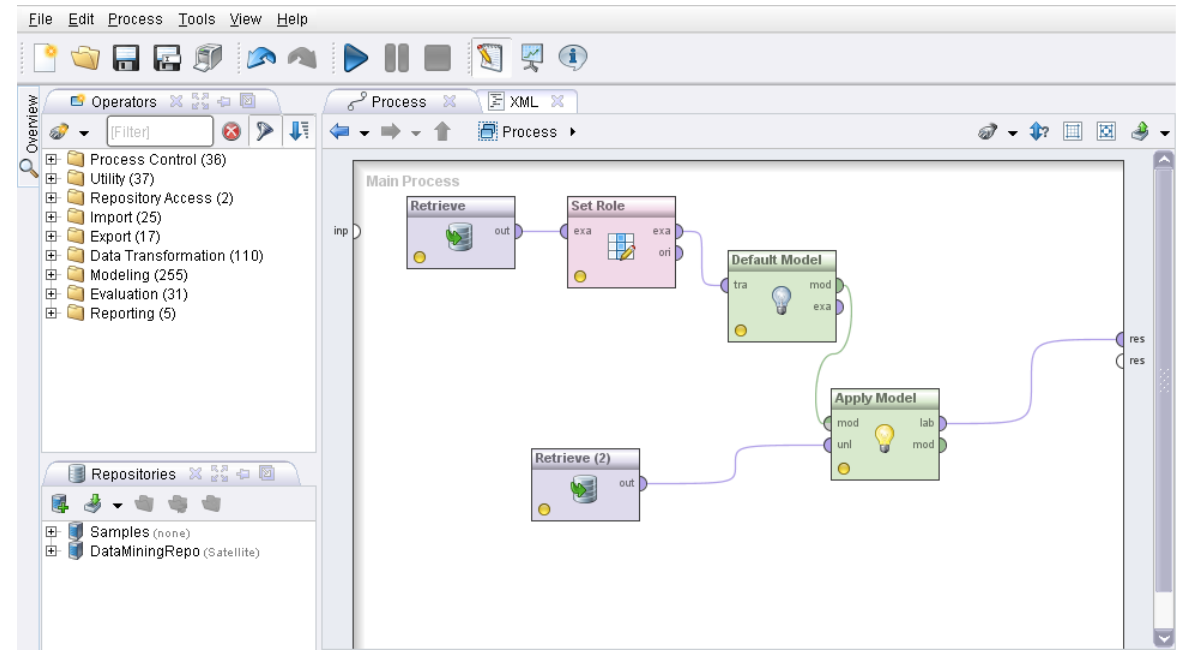 File Edit Process Tools View Help
Overview
Operators
[Filter]
Process Control (36)
Utility (37)
Repository Access (2)
Import (25)
Export (17)
Data Transformation (110)
Modeling (255)
Evaluation (31)
Reporting (5)
Repositories
Samples (none)
DataMiningRepo (Satellite)
Process XML
Process
Main Process
inp
Retrieve
out
Set Role
exa exa
ori
Default Model
tra mod
exa
res
res
Apply Model
mod lab
unl mod
Retrieve (2)
out